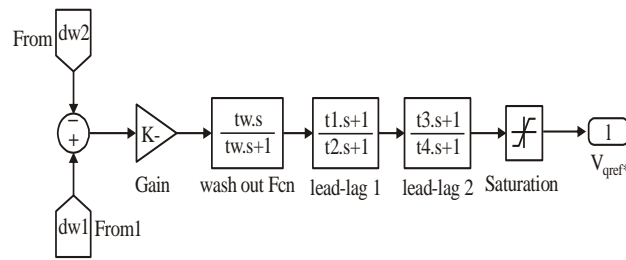 From
dw2
−
+
K-
Gain
tw.s
tw.s+1
wash out Fcn
t1.s+1
t2.s+1
lead-lag 1
t3.s+1
t4.s+1
lead-lag 2
Saturation
1
Vqref*
dw1
From1